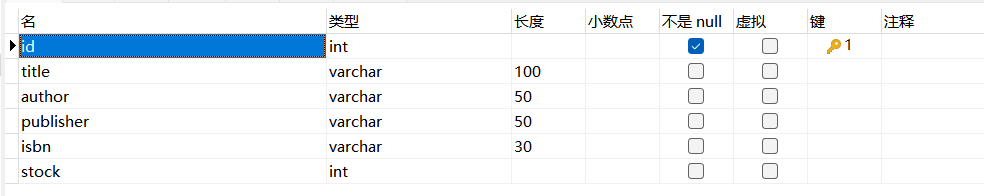 名 类型 长度 小数点 不是 null 虚拟 键 注释
id int 1
title varchar 100
author varchar 50
publisher varchar 50
isbn varchar 30
stock int